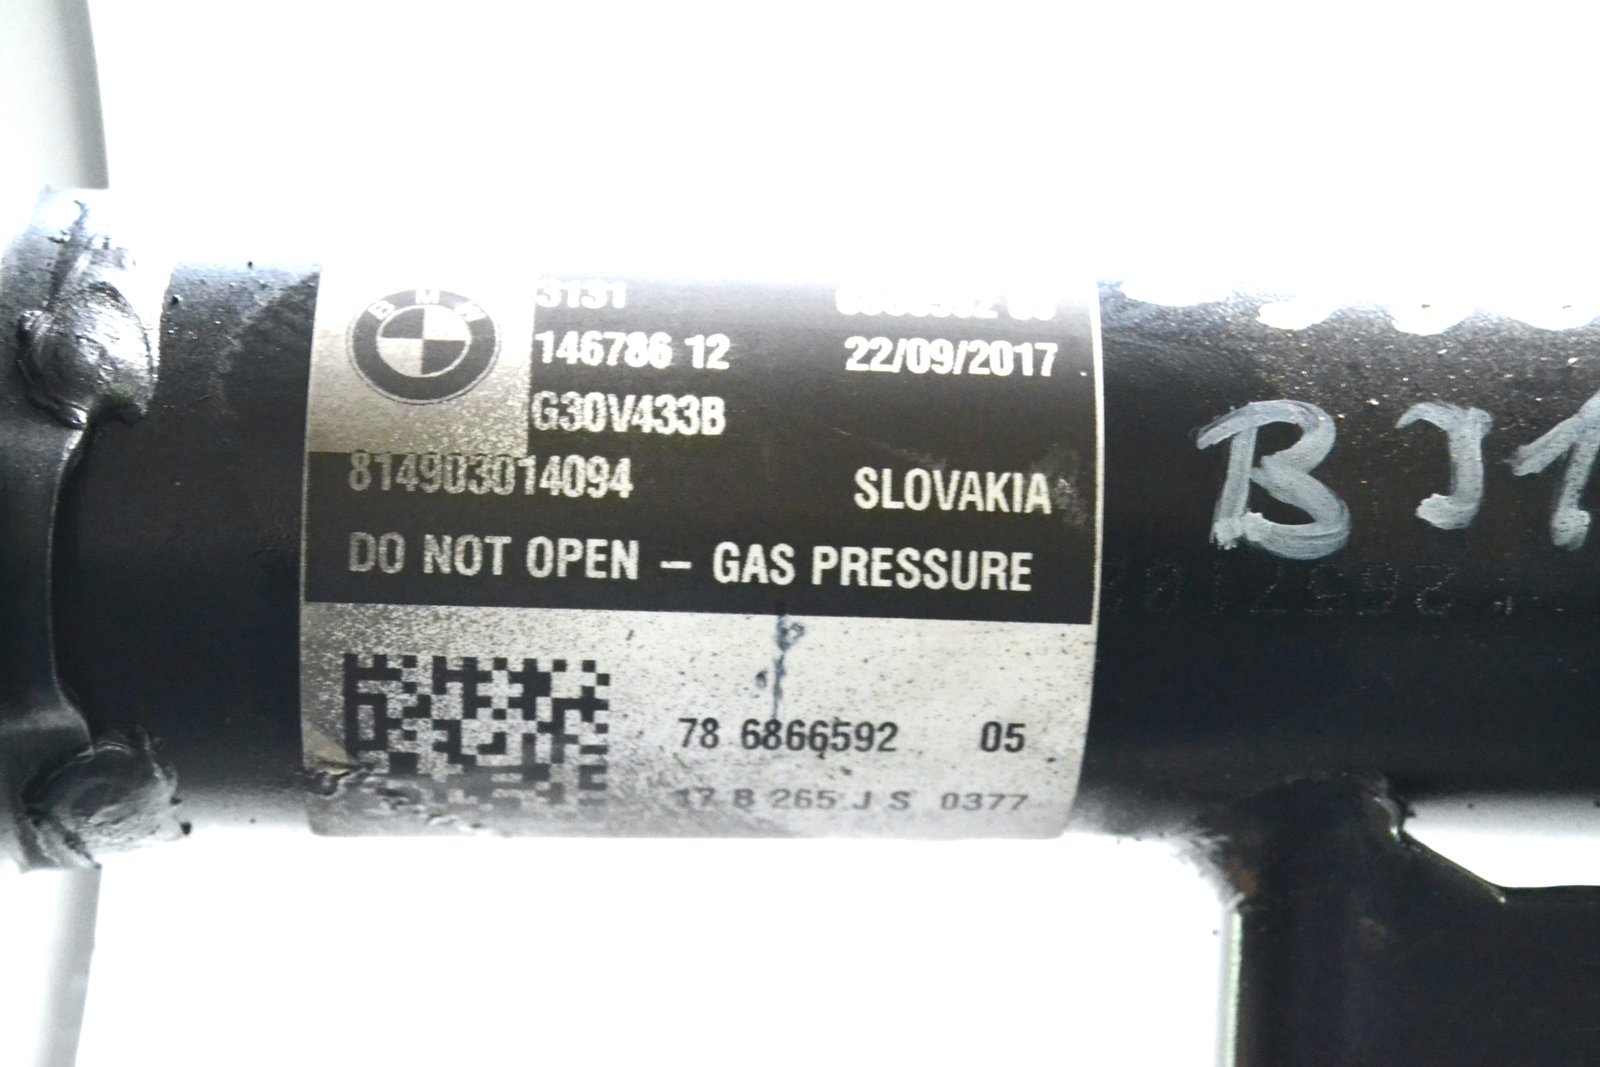 BMW
3131
146786 12 22/09/2017
G30V433B
814903014094 SLOVAKIA
DO NOT OPEN – GAS PRESSURE
78 6866592 05
17 B 265 J S 0377